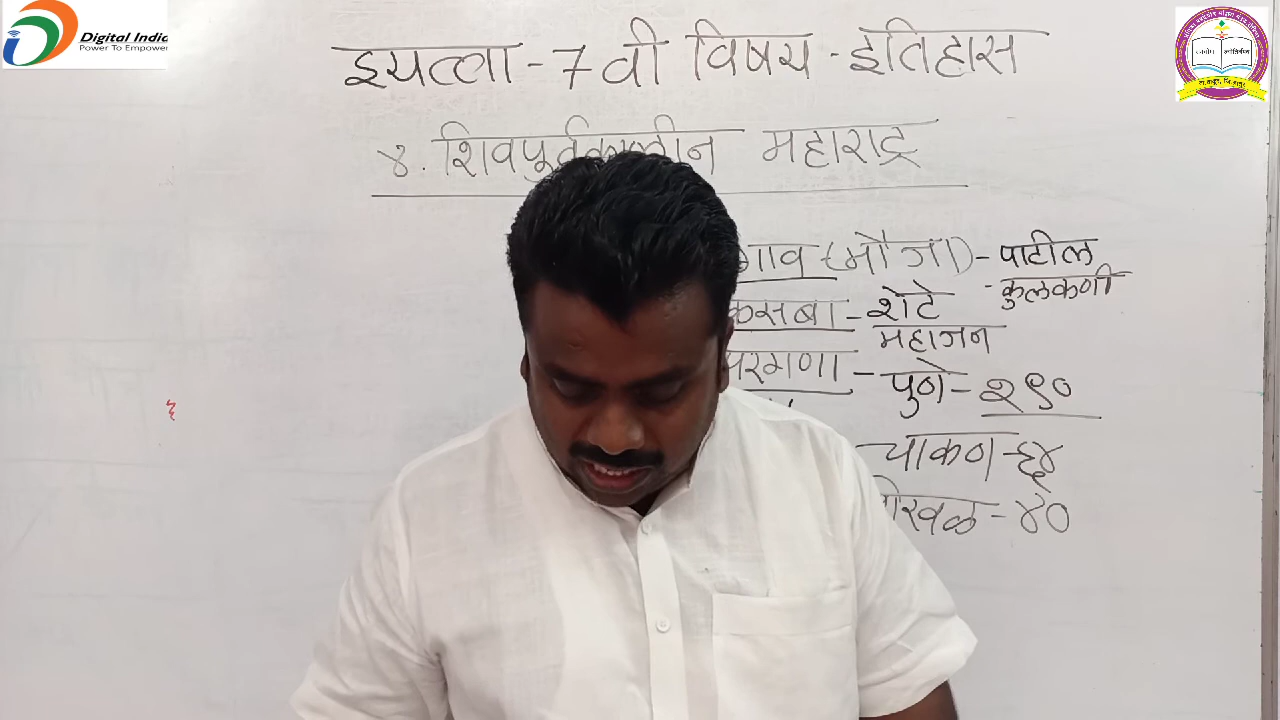 Digital India
Power To Empower
इयत्ता - 7 वी विषय - इतिहास
४. शिवपूर्वकालीन महाराष्ट्र
गाव (मौजा) - पाटील
- कुलकर्णी
कसबा - शेटे
महाजन
परगणा - पुणे - २९०
चाकण - ६४
- ४०